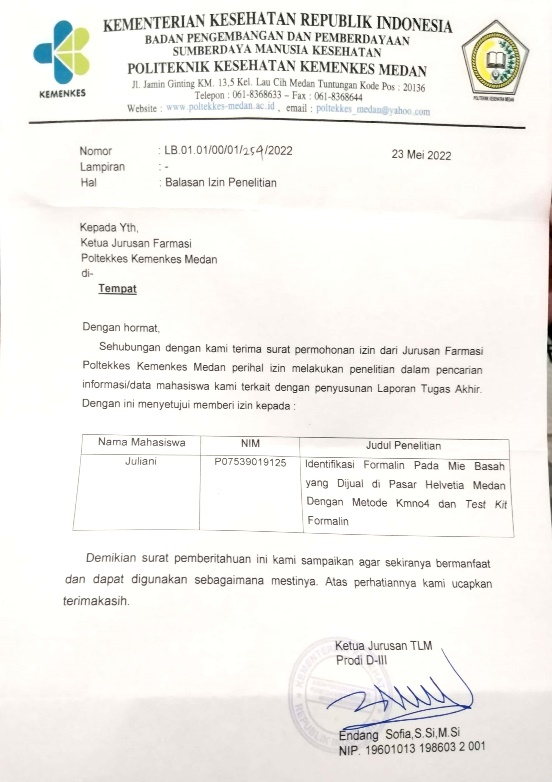 KEMENTERIAN KESEHATAN REPUBLIK INDONESIA
BADAN PENGEMBANGAN DAN PEMBERDAYAAN
SUMBERDAYA MANUSIA KESEHATAN
POLITEKNIK KESEHATAN KEMENKES MEDAN
Jl. Jamin Ginting KM. 13,5 Kel. Lau Cih Medan Tuntungan Kode Pos : 20136
Telepon : 061-8368633 – Fax : 061-8368644
Website : www.poltekkes-medan.ac.id , email : poltekkes_medan@yahoo.com
KEMENKES
POLITEKNIK KESEHATAN MEDAN
Nomor : LB.01.01/00/01/259/2022 23 Mei 2022
Lampiran : -
Hal : Balasan Izin Penelitian
Kepada Yth,
Ketua Jurusan Farmasi
Poltekkes Kemenkes Medan
di-
Tempat
Dengan hormat,
Sehubungan dengan kami terima surat permohonan izin dari Jurusan Farmasi
Poltekkes Kemenkes Medan perihal izin melakukan penelitian dalam pencarian
informasi/data mahasiswa kami terkait dengan penyusunan Laporan Tugas Akhir.
Dengan ini menyetujui memberi izin kepada :
Nama Mahasiswa NIM Judul Penelitian
Juliani P07539019125 Identifikasi Formalin Pada Mie Basah
yang Dijual di Pasar Helvetia Medan
Dengan Metode Kmno4 dan Test Kit
Formalin
Demikian surat pemberitahuan ini kami sampaikan agar sekiranya bermanfaat
dan dapat digunakan sebagaimana mestinya. Atas perhatiannya kami ucapkan
terimakasih.
Ketua Jurusan TLM
Prodi D-III
Endang Sofia,S.Si,M.Si
NIP. 19601013 198603 2 001